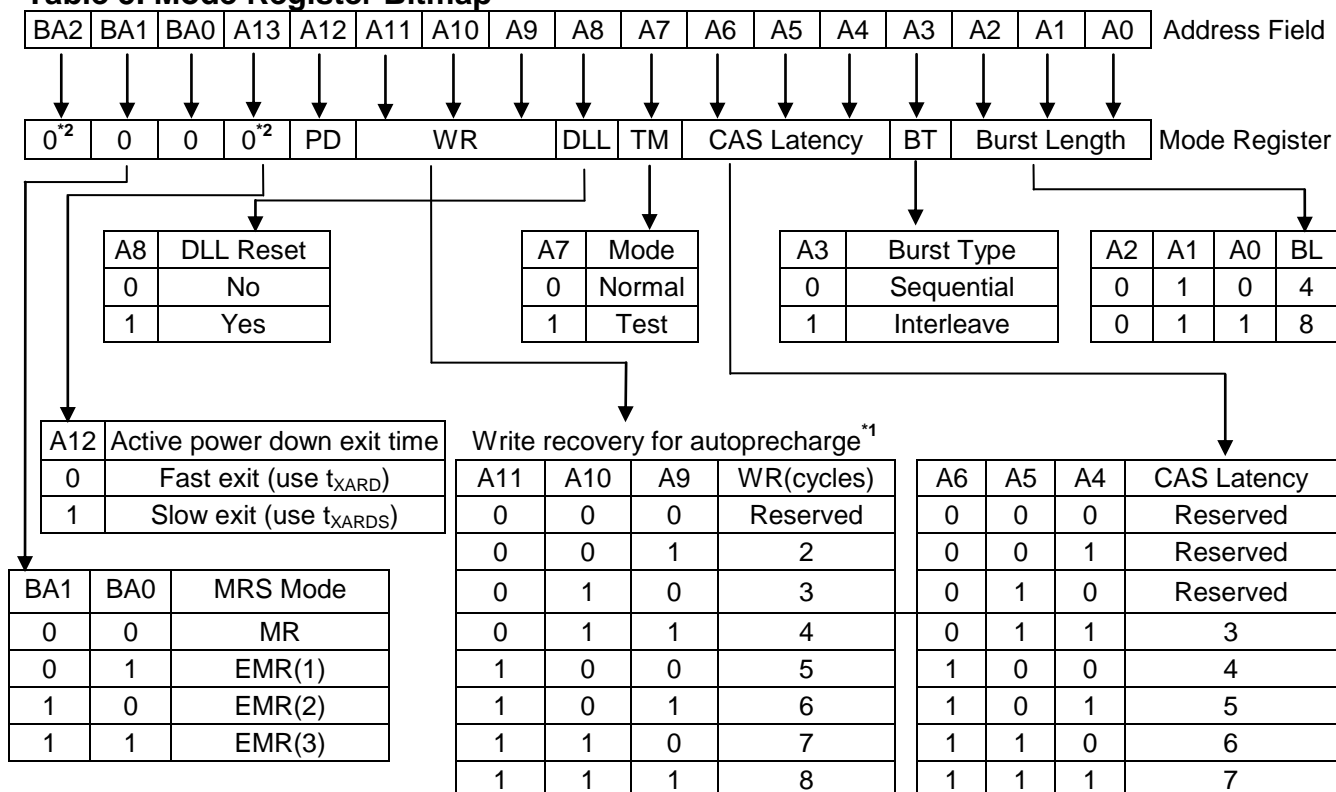 BA2 BA1 BA0 A13 A12 A11 A10 A9 A8 A7 A6 A5 A4 A3 A2 A1 A0 Address Field
0*2 0 0 0*2 PD WR DLL TM CAS Latency BT Burst Length Mode Register
A8 DLL Reset
0 No
1 Yes
A7 Mode
0 Normal
1 Test
A3 Burst Type
0 Sequential
1 Interleave
A2 A1 A0 BL
0 1 0 4
0 1 1 8
A12 Active power down exit time
0 Fast exit (use tXARD)
1 Slow exit (use tXARDS)
Write recovery for autoprecharge*1
A11 A10 A9 WR(cycles)
0 0 0 Reserved
0 0 1 2
0 1 0 3
0 1 1 4
1 0 0 5
1 0 1 6
1 1 0 7
1 1 1 8
A6 A5 A4 CAS Latency
0 0 0 Reserved
0 0 1 Reserved
0 1 0 Reserved
0 1 1 3
1 0 0 4
1 0 1 5
1 1 0 6
1 1 1 7
BA1 BA0 MRS Mode
0 0 MR
0 1 EMR(1)
1 0 EMR(2)
1 1 EMR(3)